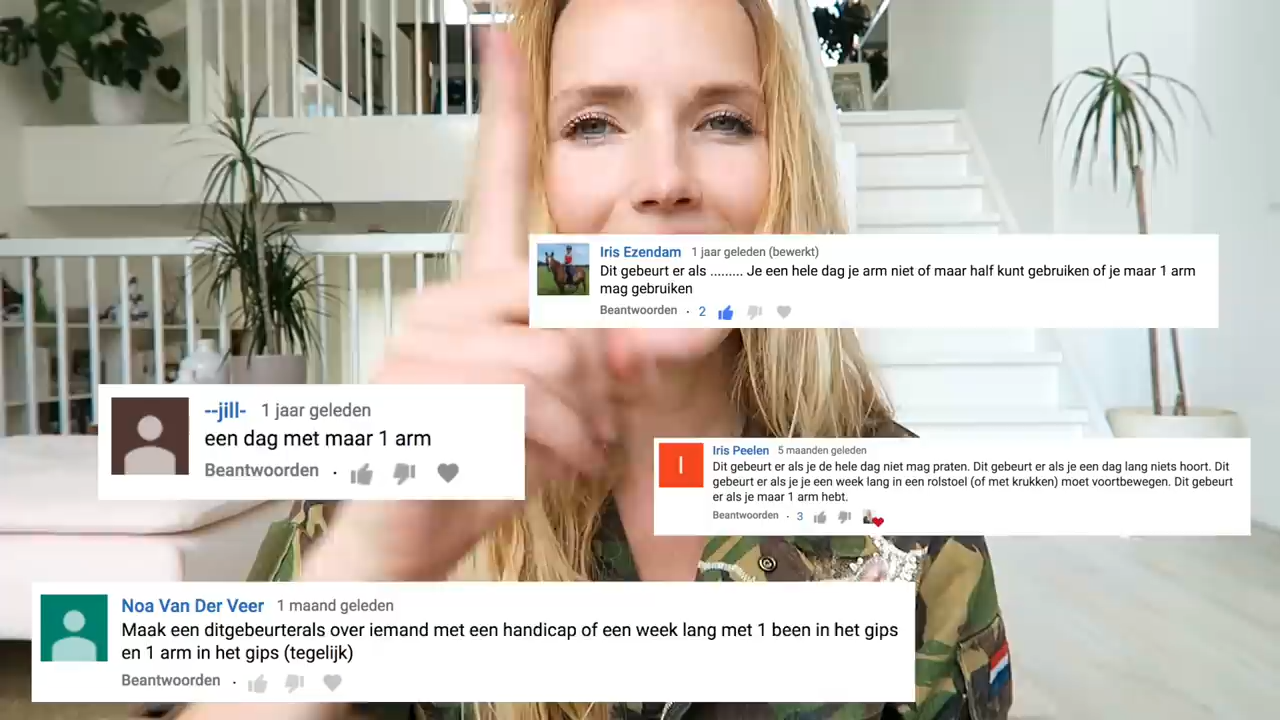 Iris Ezendam 1 jaar geleden (bewerkt)
Dit gebeurt er als ......... Je een hele dag je arm niet of maar half kunt gebruiken of je maar 1 arm
mag gebruiken
Beantwoorden · 2
--jill- 1 jaar geleden
een dag met maar 1 arm
Beantwoorden ·
I
Iris Peelen 5 maanden geleden
Dit gebeurt er als je de hele dag niet mag praten. Dit gebeurt er als je een dag lang niets hoort. Dit
gebeurt er als je je een week lang in een rolstoel (of met krukken) moet voortbewegen. Dit gebeurt
er als je maar 1 arm hebt.
Beantwoorden · 3
Noa Van Der Veer 1 maand geleden
Maak een ditgebeurterals over iemand met een handicap of een week lang met 1 been in het gips
en 1 arm in het gips (tegelijk)
Beantwoorden ·